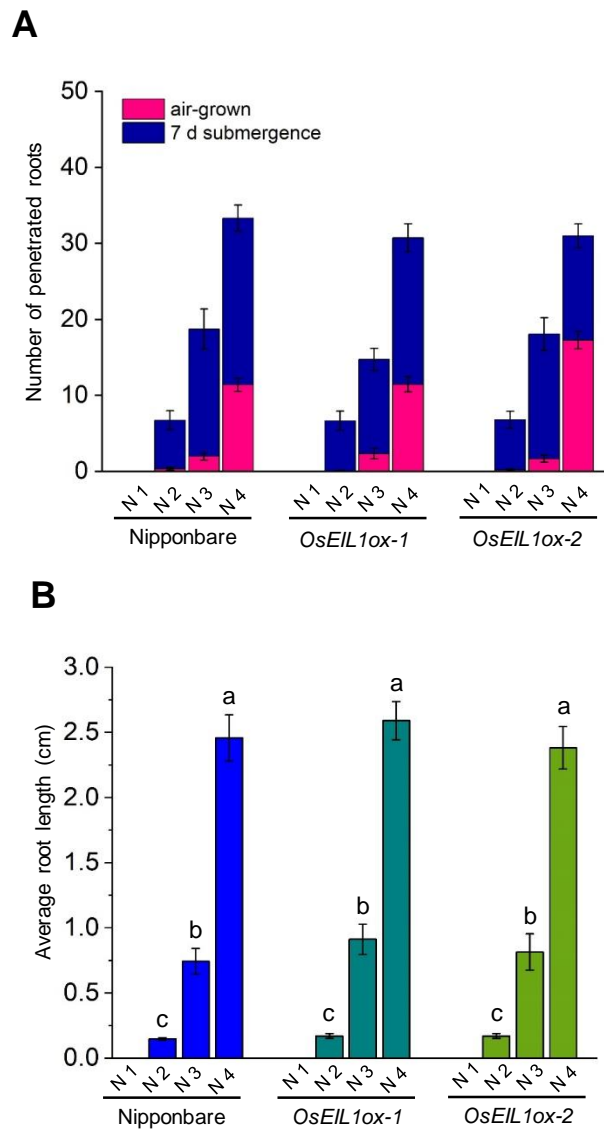 A
50
40
30
20
10
0
Number of penetrated roots
air-grown
7 d submergence
N 1 N 2 N 3 N 4 N 1 N 2 N 3 N 4 N 1 N 2 N 3 N 4
Nipponbare OsEIL1ox-1 OsEIL1ox-2
B
3.0
2.5
2.0
1.5
1.0
0.5
0.0
Average root length (cm)
c b a c b a c b a
N 1 N 2 N 3 N 4 N 1 N 2 N 3 N 4 N 1 N 2 N 3 N 4
Nipponbare OsEIL1ox-1 OsEIL1ox-2